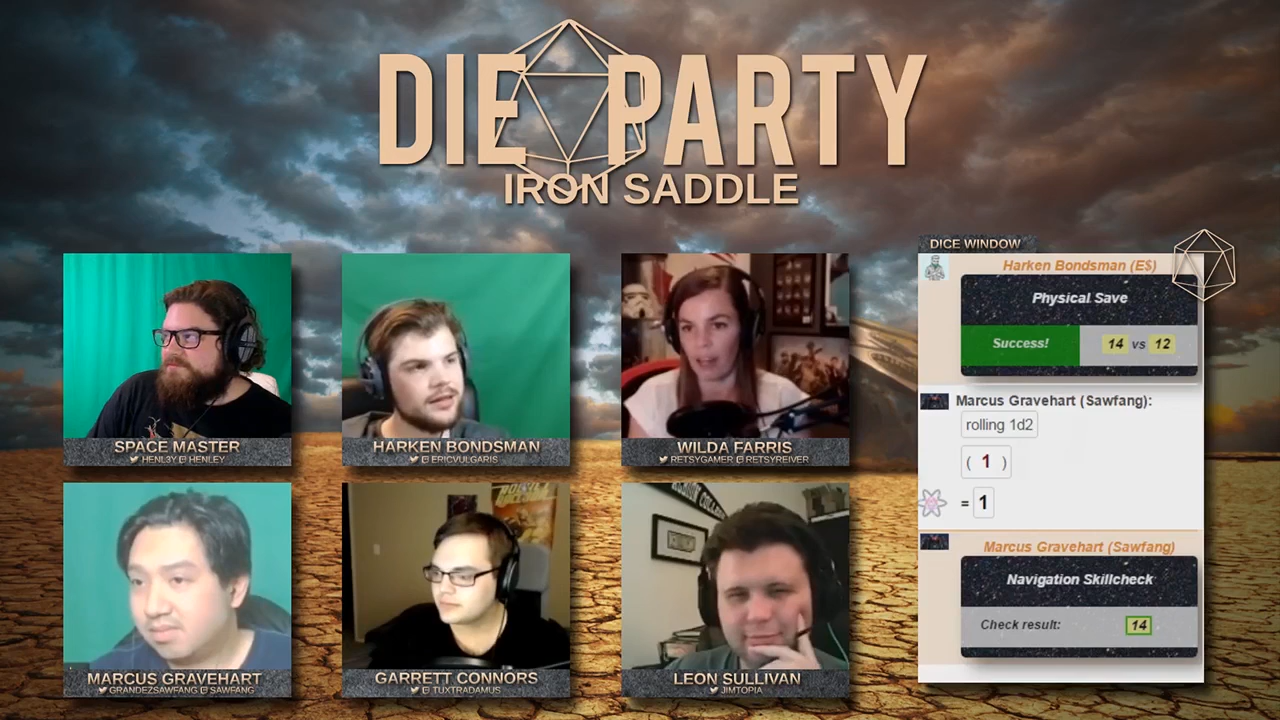 DIE PARTY
IRON SADDLE
DICE WINDOW
Harken Bondsman (E$)
Physical Save
Success! 14 vs 12
Marcus Gravehart (Sawfang):
rolling 1d2
( 1 )
= 1
Marcus Gravehart (Sawfang)
Navigation Skillcheck
Check result: 14
SPACE MASTER
HENL3Y HENLEY
HARKEN BONDSMAN
ERICVULGARIS
WILDA FARRIS
RETSYGAMER RETSYREIVER
MARCUS GRAVEHART
GRANDEZSAWFANG SAWFANG
GARRETT CONNORS
TUXTRADAMUS
LEON SULLIVAN
JIMTOPIA